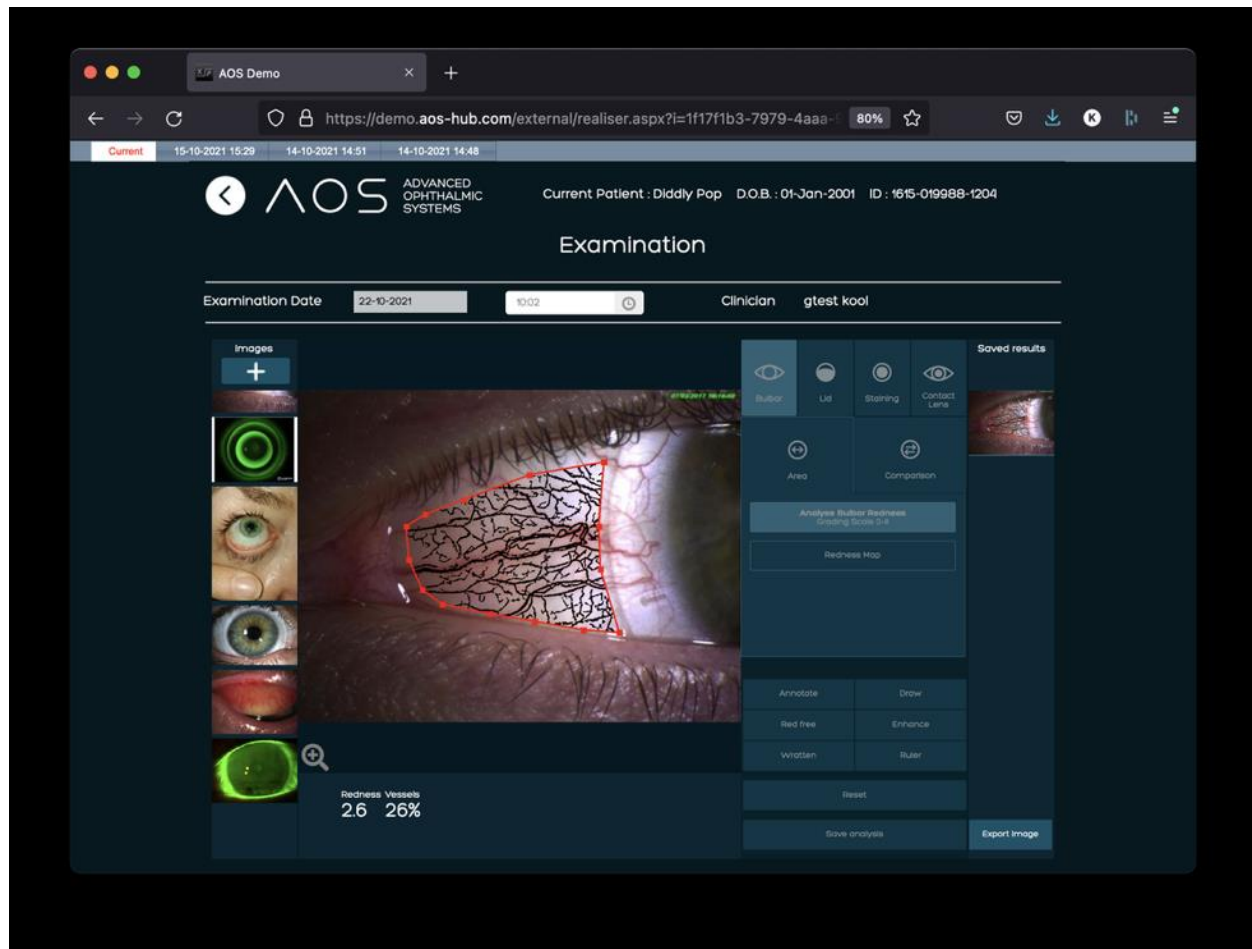 AOS Demo
https://demo.aos-hub.com/external/realiser.aspx?i=1f17f1b3-7979-4aaa-
80%
K
Current 15-10-2021 15:29 14-10-2021 14:51 14-10-2021 14:48
AOS ADVANCED OPHTHALMIC SYSTEMS
Current Patient : Diddly Pop D.O.B. : 01-Jan-2001 ID : 1615-019988-1204
Examination
Examination Date 22-10-2021 10:02 Clinician gtest kool
Images
Bulbar Lid Staining Contact Lens
Area Comparison
Analyse Bulbar Redness
Grading Scale 0-4
Redness Map
Annotate Draw
Red free Enhance
Wratten Ruler
Reset
Save analysis
Redness Vessels
2.6 26%
Saved results
Export Image